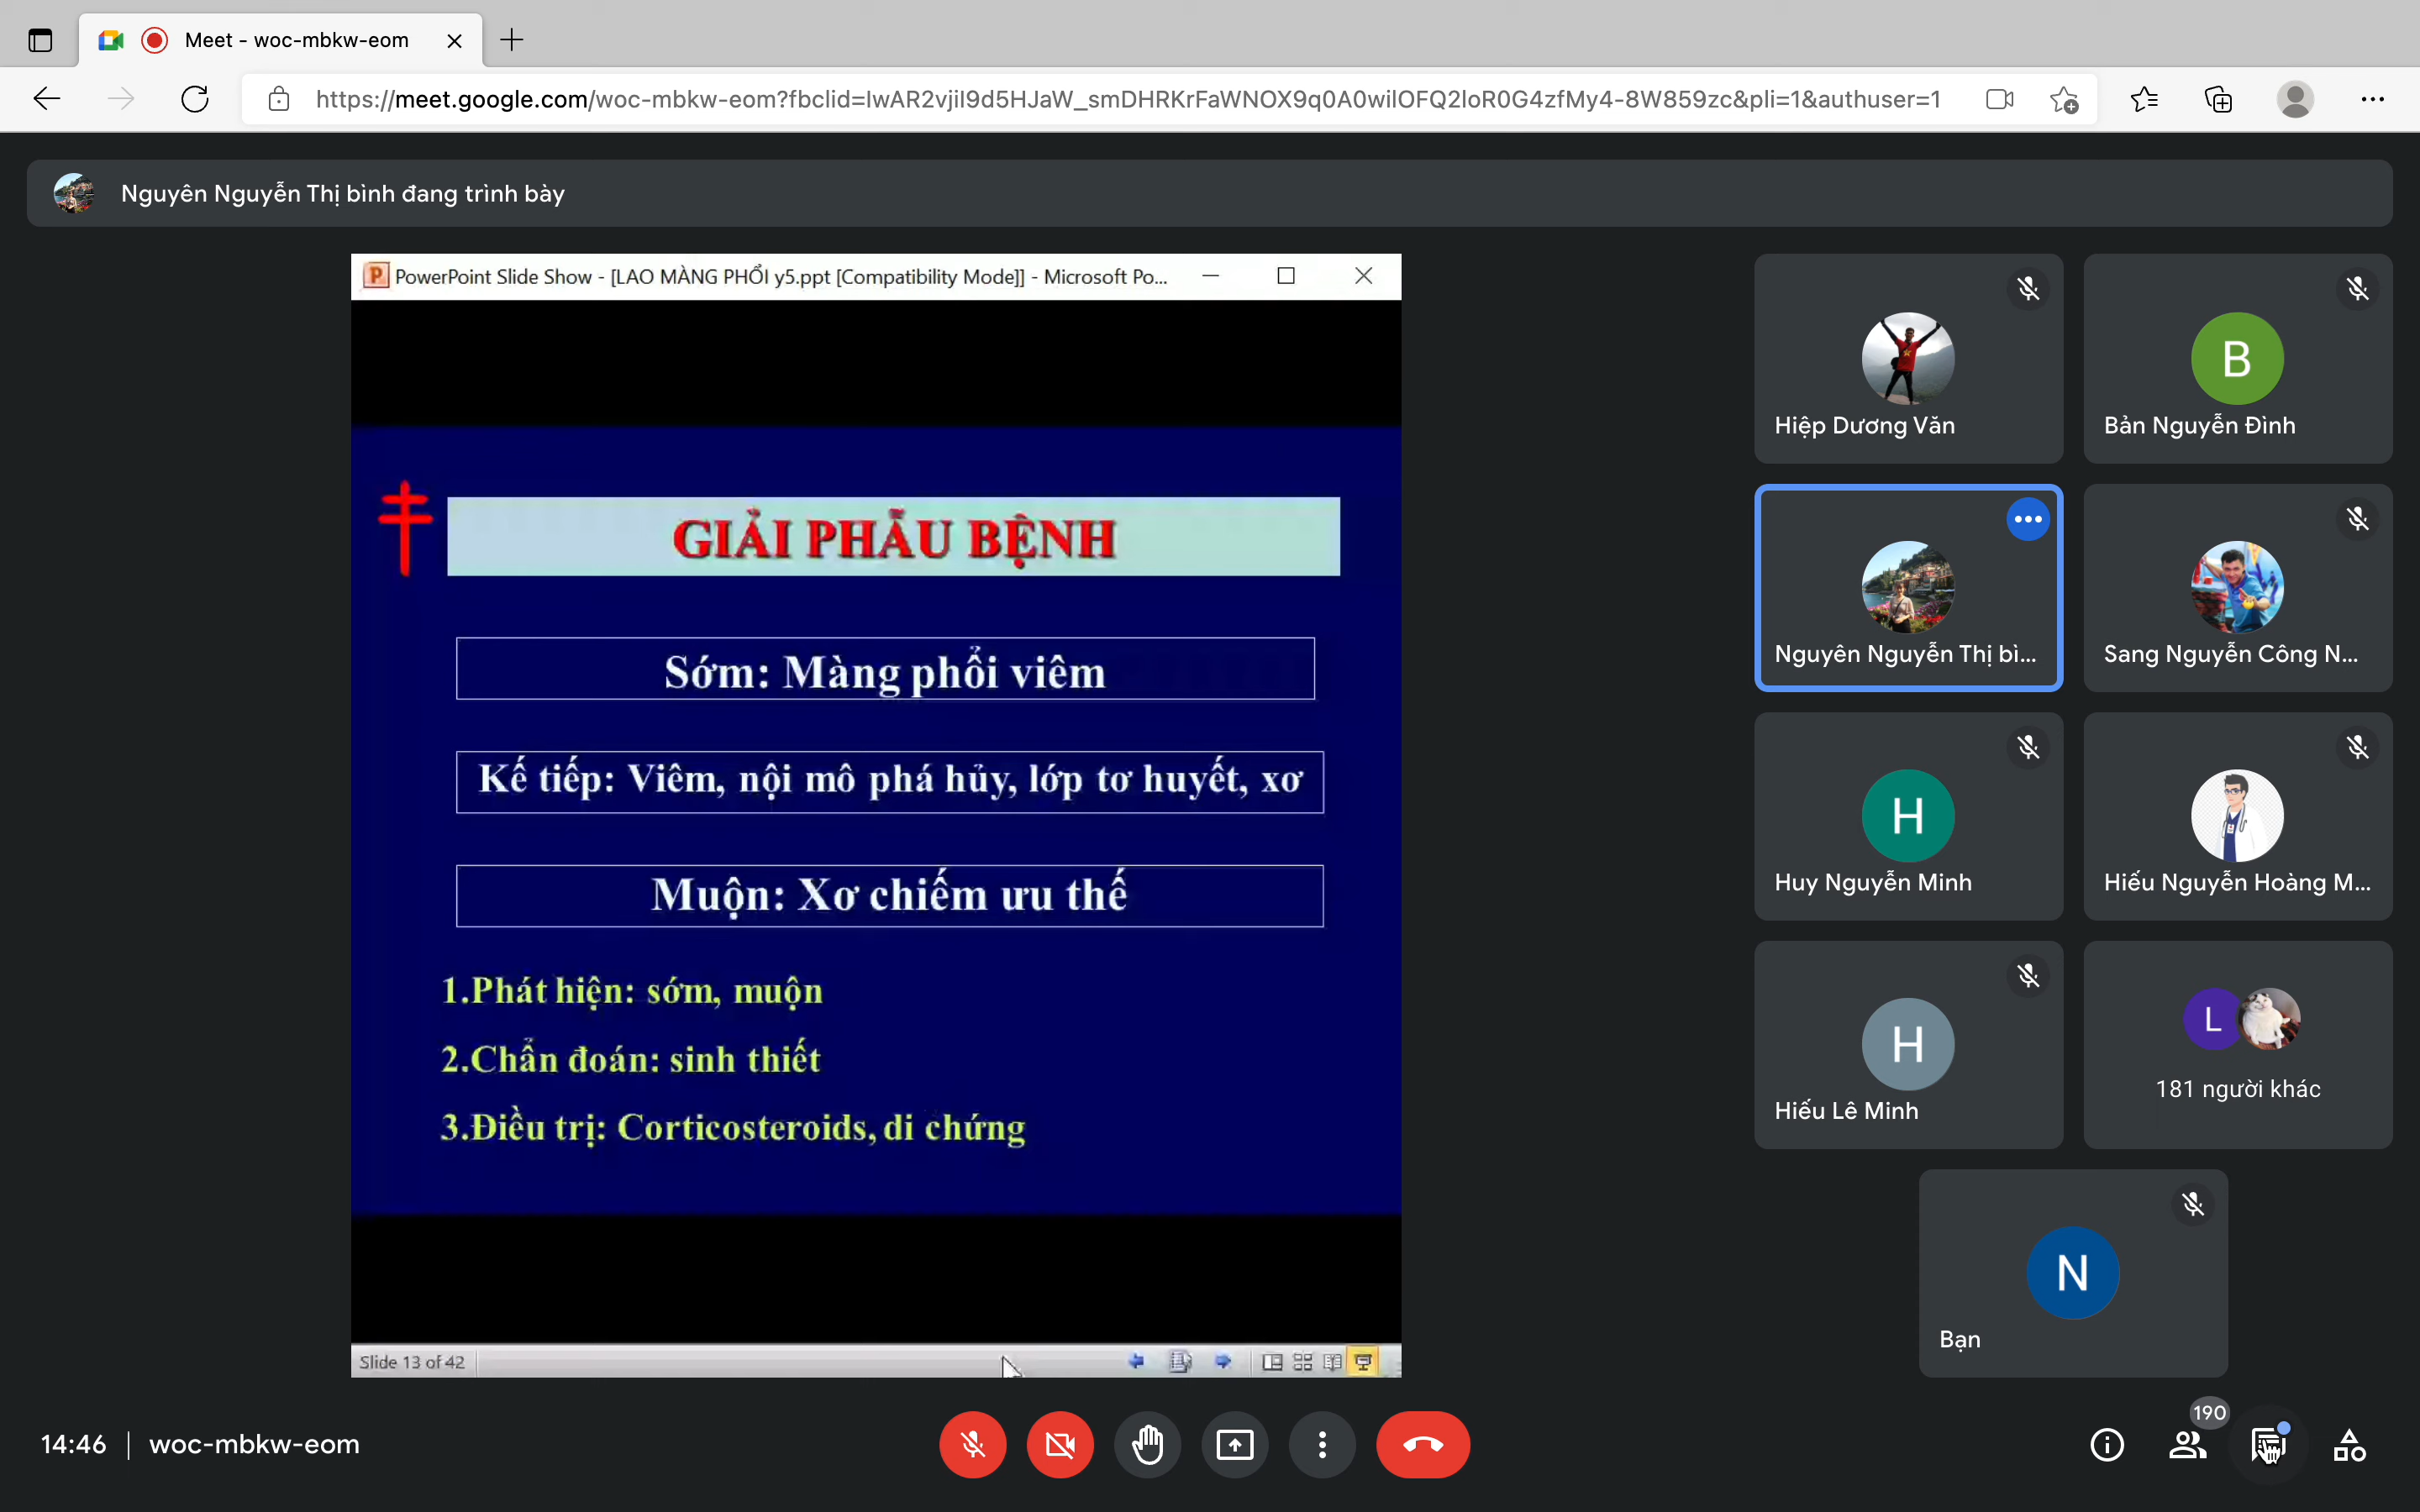 Meet - woc-mbkw-eom
https://meet.google.com/woc-mbkw-eom?fbclid=IwAR2vjiI9d5HJaW_smDHRKrFaWNOX9q0A0wilOFQ2loR0G4zfMy4-8W859zc&pli=1&authuser=1
Nguyên Nguyễn Thị bình đang trình bày
PowerPoint Slide Show - [LAO MÀNG PHỔI y5.ppt [Compatibility Mode]] - Microsoft Po...
GIẢI PHẪU BỆNH
Sớm: Màng phổi viêm
Kế tiếp: Viêm, nội mô phá hủy, lớp tơ huyết, xơ
Muộn: Xơ chiếm ưu thế
1.Phát hiện: sớm, muộn
2.Chẩn đoán: sinh thiết
3.Điều trị: Corticosteroids, di chứng
Slide 13 of 42
Hiệp Dương Văn
B
Bản Nguyễn Đình
Nguyên Nguyễn Thị bì...
Sang Nguyễn Công N...
H
Huy Nguyễn Minh
Hiếu Nguyễn Hoàng M...
H
Hiếu Lê Minh
L
181 người khác
N
Bạn
14:46 | woc-mbkw-eom
190